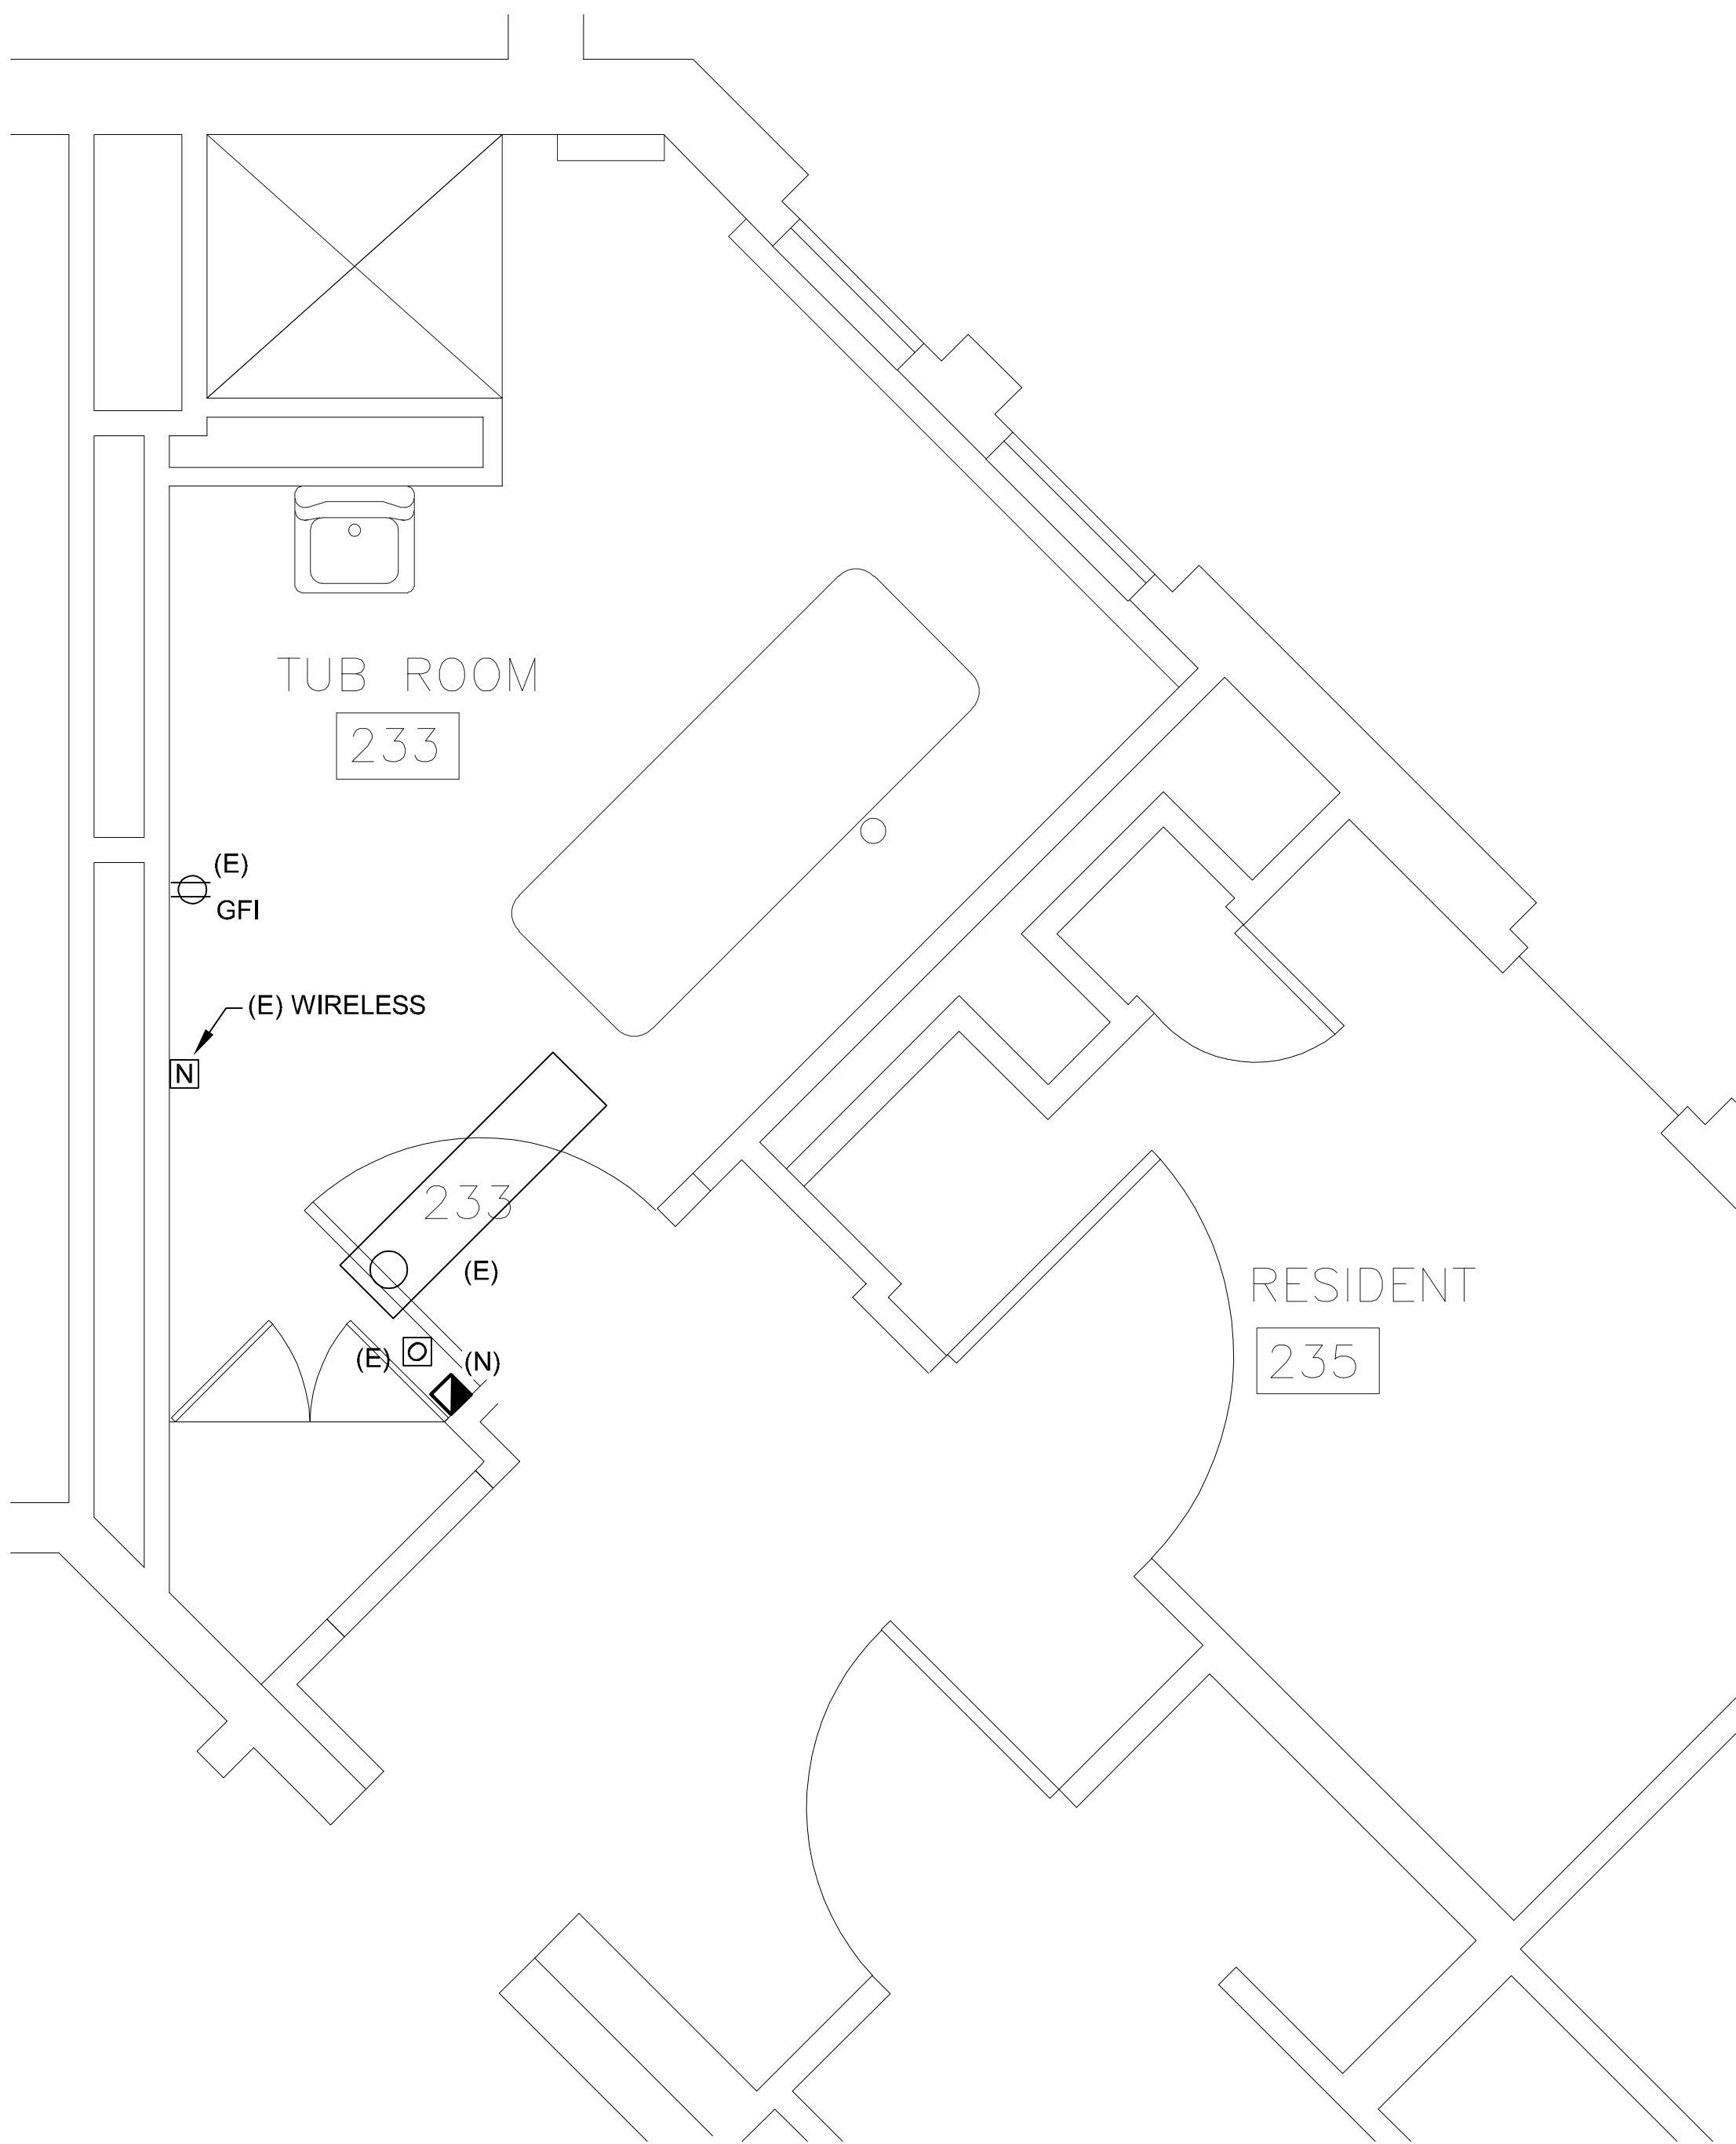 TUB ROOM
233
(E)
GFI
(E) WIRELESS
N
233
(E)
(E)
(N)
RESIDENT
235